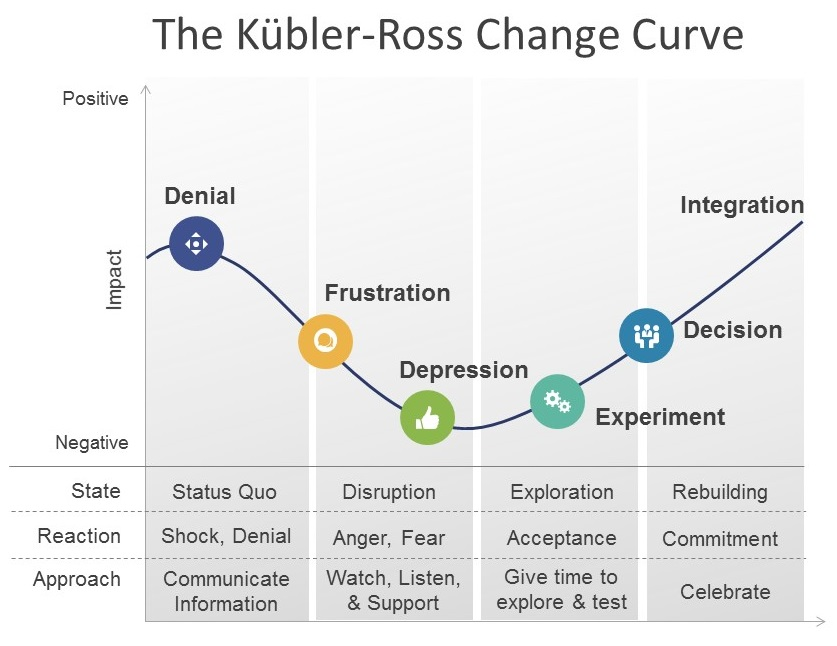 The Kübler-Ross Change Curve
Positive
Denial
Integration
Impact
Frustration
Decision
Depression
Experiment
Negative
State
Status Quo
Disruption
Exploration
Rebuilding
Reaction
Shock, Denial
Anger, Fear
Acceptance
Commitment
Approach
Communicate
Information
Watch, Listen,
& Support
Give time to
explore & test
Celebrate